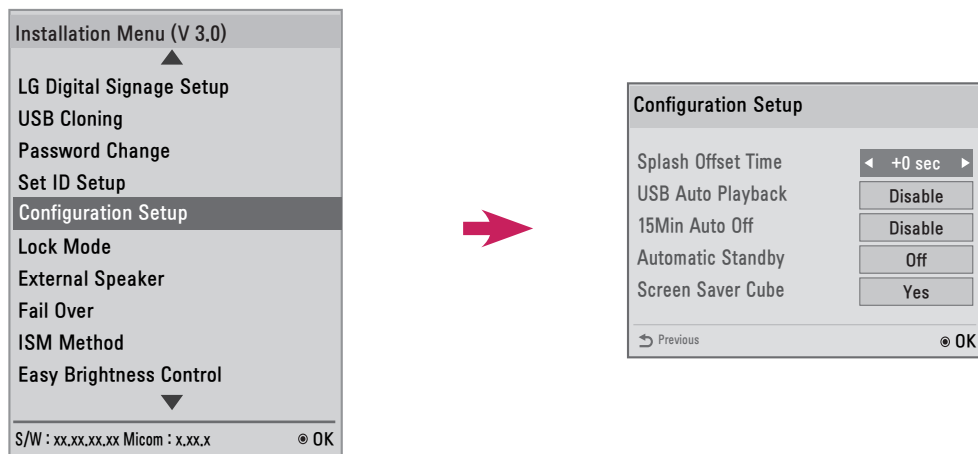 Installation Menu (V 3.0)
LG Digital Signage Setup
USB Cloning
Password Change
Set ID Setup
Configuration Setup
Lock Mode
External Speaker
Fail Over
ISM Method
Easy Brightness Control
S/W : xx.xx.xx.xx Micom : x.xx.x ◉ OK
Configuration Setup
Splash Offset Time ◀ +0 sec ▶
USB Auto Playback Disable
15Min Auto Off Disable
Automatic Standby Off
Screen Saver Cube Yes
Previous ◉ OK